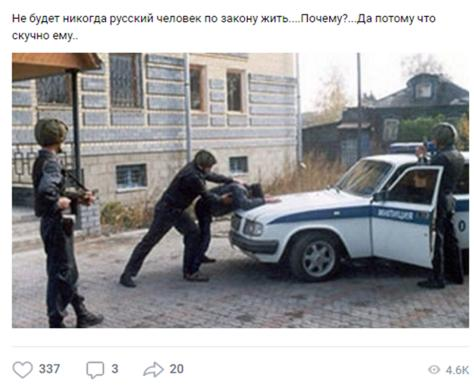 Не будет никогда русский человек по закону жить....Почему?...Да потому что
скучно ему..
МИЛИЦИЯ
337
3
20
4.6K